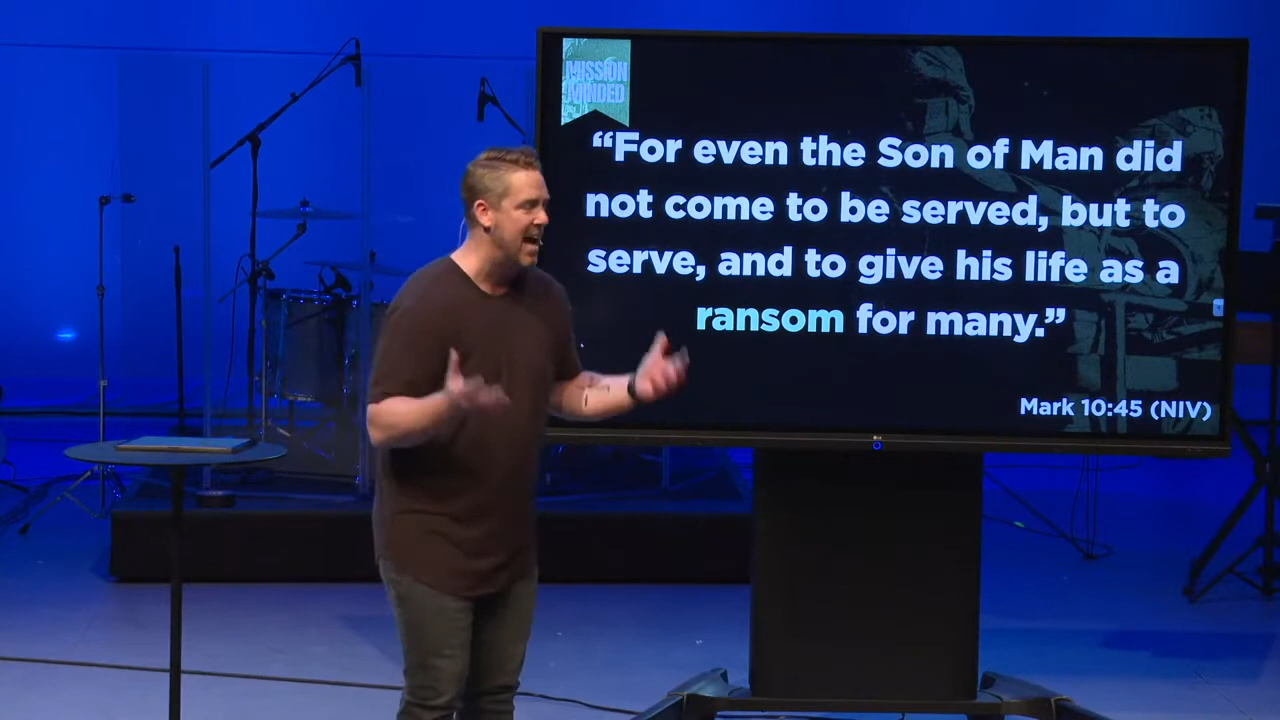 MISSION
MINDED
“For even the Son of Man did
not come to be served, but to
serve, and to give his life as a
ransom for many.”
Mark 10:45 (NIV)